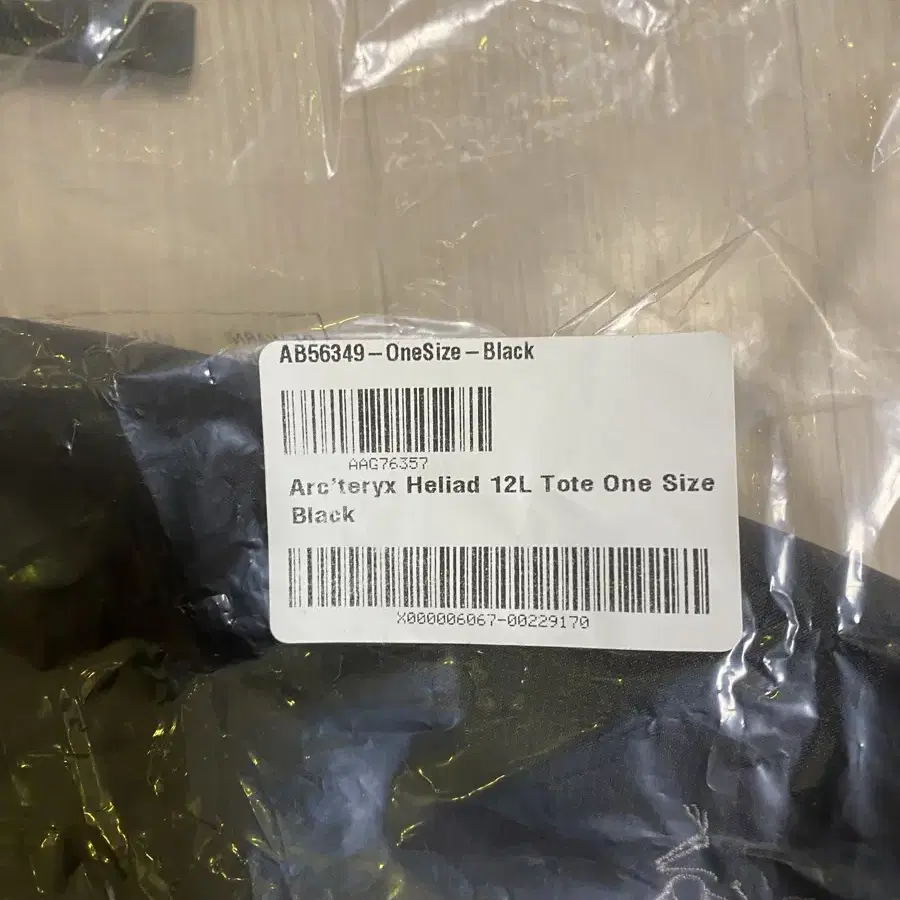 AB56349-OneSize-Black
AAG76357
Arc'teryx Heliad 12L Tote One Size
Black
X000006067-00229170